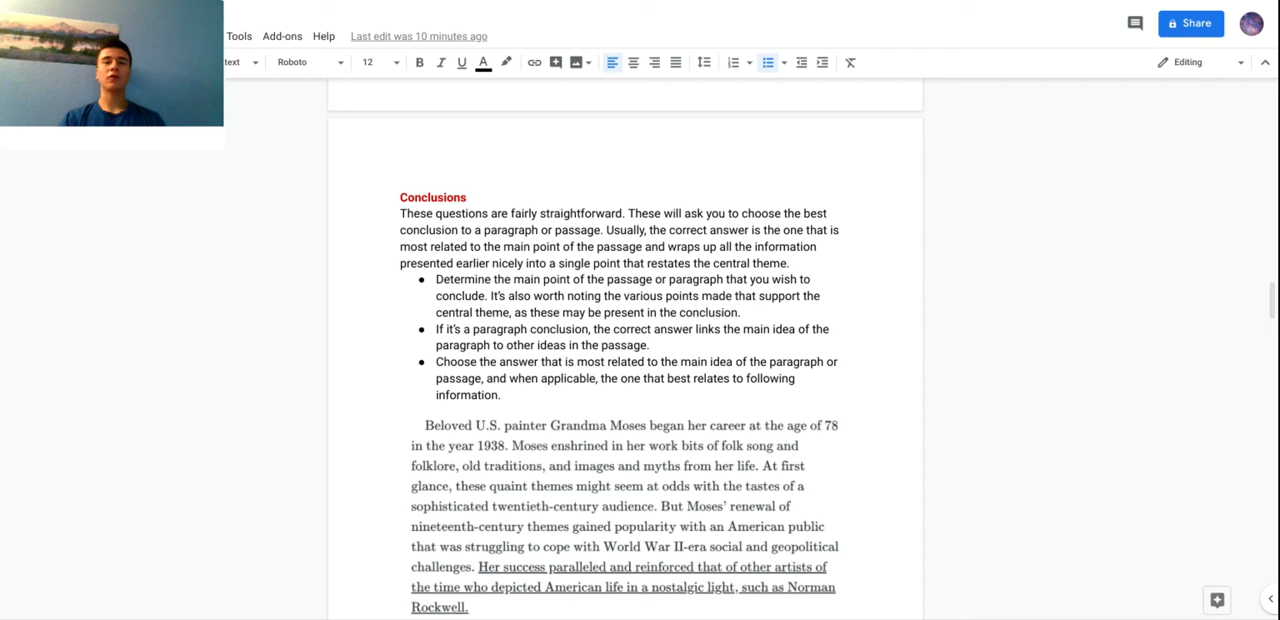 Tools Add-ons Help Last edit was 10 minutes ago Share
text Roboto 12 B I U A Editing
Conclusions
These questions are fairly straightforward. These will ask you to choose the best
conclusion to a paragraph or passage. Usually, the correct answer is the one that is
most related to the main point of the passage and wraps up all the information
presented earlier nicely into a single point that restates the central theme.
● Determine the main point of the passage or paragraph that you wish to
conclude. It's also worth noting the various points made that support the
central theme, as these may be present in the conclusion.
● If it's a paragraph conclusion, the correct answer links the main idea of the
paragraph to other ideas in the passage.
● Choose the answer that is most related to the main idea of the paragraph or
passage, and when applicable, the one that best relates to following
information.
Beloved U.S. painter Grandma Moses began her career at the age of 78
in the year 1938. Moses enshrined in her work bits of folk song and
folklore, old traditions, and images and myths from her life. At first
glance, these quaint themes might seem at odds with the tastes of a
sophisticated twentieth-century audience. But Moses' renewal of
nineteenth-century themes gained popularity with an American public
that was struggling to cope with World War II-era social and geopolitical
challenges. Her success paralleled and reinforced that of other artists of
the time who depicted American life in a nostalgic light, such as Norman
Rockwell.